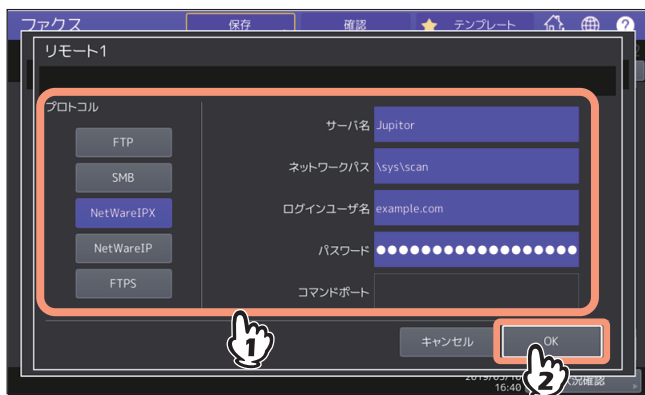 ファクス
保存
確認
テンプレート
?
リモート1
プロトコル
FTP
SMB
NetWareIPX
NetWareIP
FTPS
サーバ名 Jupitor
ネットワークパス \sys\scan
ログインユーザ名 example.com
パスワード ●●●●●●●●●●●●●●●●●●
コマンドポート
キャンセル
OK
1
2
16:40
況確認